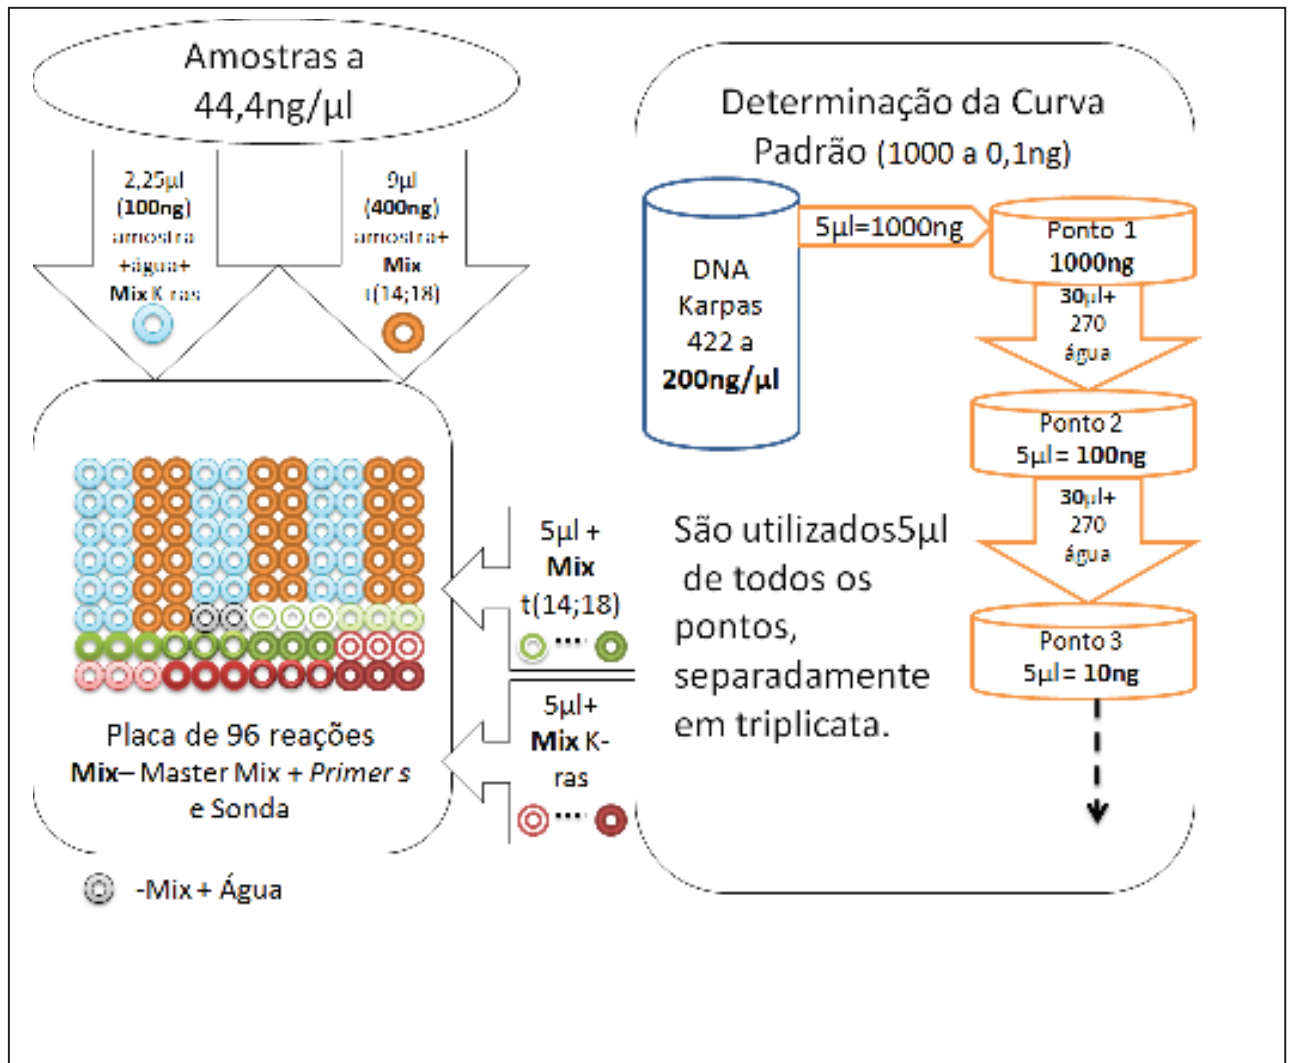 Amostras a
44,4ng/µl
2,25µl
(100ng)
amostra
+água+
Mix K ras
9µl
(400ng)
amostra+
Mix
t(14;18)
Placa de 96 reações
Mix– Master Mix + Primer s
e Sonda
-Mix + Água
5µl +
Mix
t(14;18)
5µl+
Mix K-
ras
Determinação da Curva
Padrão (1000 a 0,1ng)
DNA
Karpas
422 a
200ng/µl
5µl=1000ng
Ponto 1
1000ng
30µl+
270
água
Ponto 2
5µl = 100ng
30µl+
270
água
Ponto 3
5µl = 10ng
São utilizados5µl
de todos os
pontos,
separadamente
em triplicata.